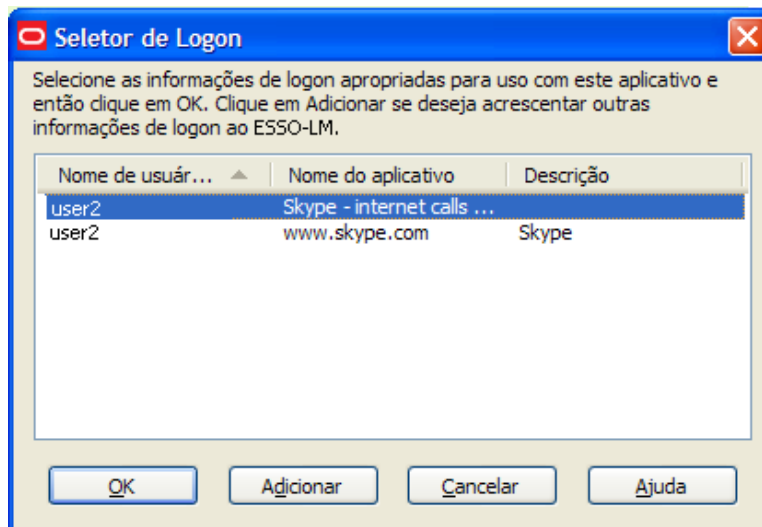 Seletor de Logon
Selecione as informações de logon apropriadas para uso com este aplicativo e
então clique em OK. Clique em Adicionar se deseja acrescentar outras
informações de logon ao ESSO-LM.
Nome de usuár... Nome do aplicativo Descrição
user2 Skype - internet calls ...
user2 www.skype.com Skype
OK Adicionar Cancelar Ajuda